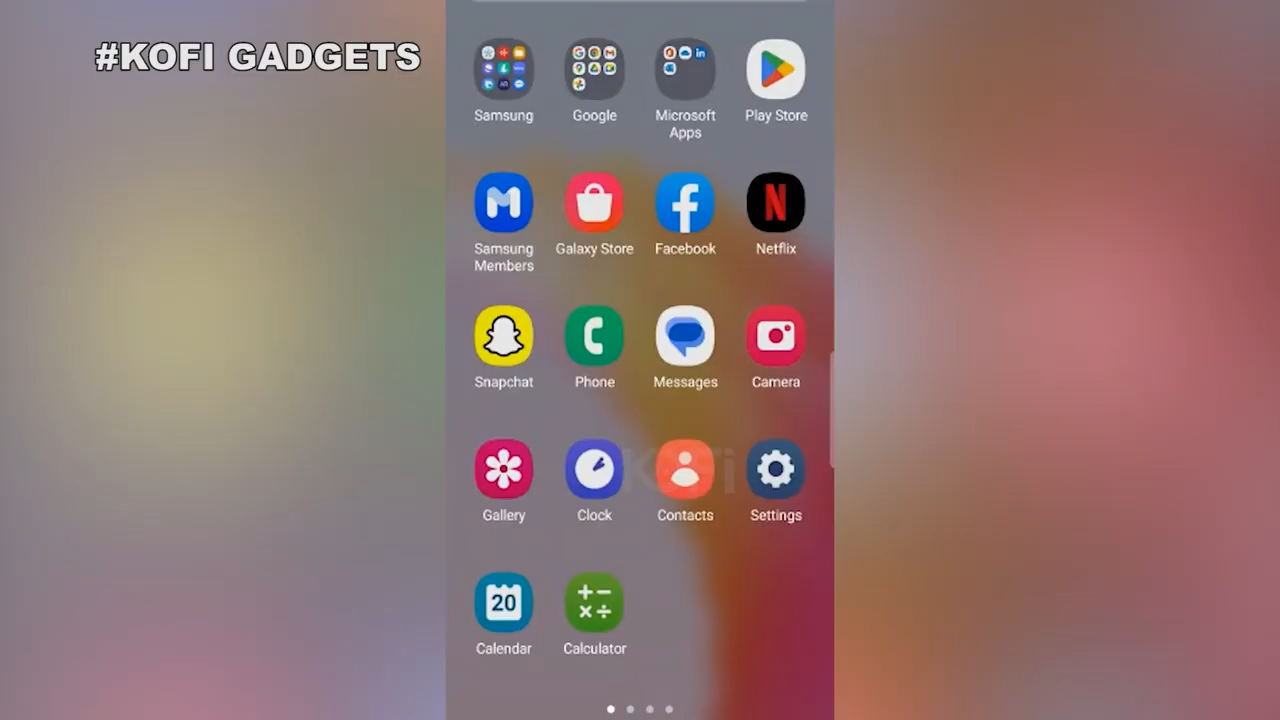 #KOFI GADGETS
Samsung
Google
Microsoft
Apps
Play Store
Samsung
Members
Galaxy Store
Facebook
Netflix
Snapchat
Phone
Messages
Camera
Gallery
Clock
Contacts
Settings
20
Calendar
Calculator